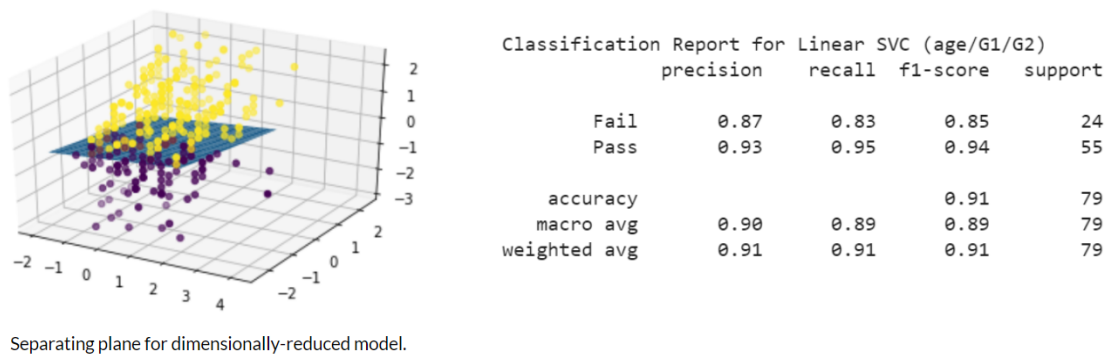 Classification Report for Linear SVC (age/G1/G2)
precision recall f1-score support
Fail 0.87 0.83 0.85 24
Pass 0.93 0.95 0.94 55
accuracy 0.91 79
macro avg 0.90 0.89 0.89 79
weighted avg 0.91 0.91 0.91 79
2
1
0
−1
−2
−3
−2 −1 0 1 2 3 4
−2 −1 0 1 2
Separating plane for dimensionally-reduced model.